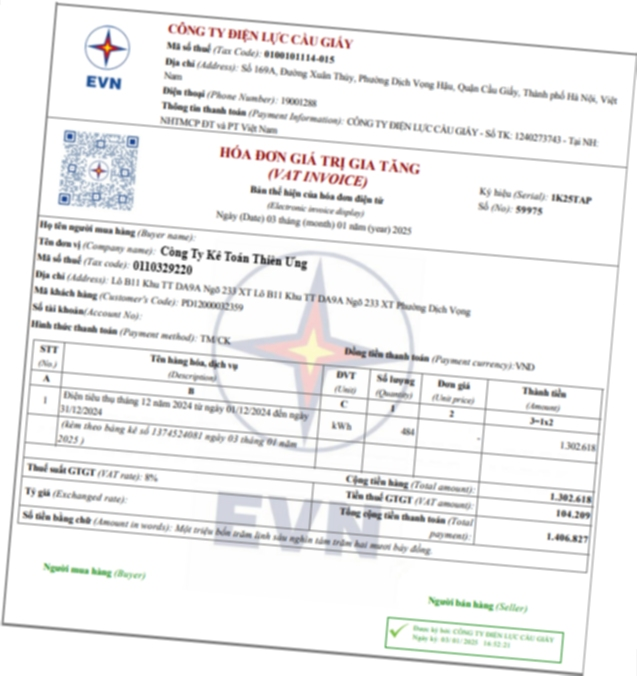 CÔNG TY ĐIỆN LỰC CẦU GIẤY
Mã số thuế (Tax Code): 0100101114-015
Địa chỉ (Address): Số 169A, Đường Xuân Thủy, Phường Dịch Vọng Hậu, Quận Cầu Giấy, Thành phố Hà Nội, Việt
Nam
Điện thoại (Phone Number): 19001288
Thông tin thanh toán (Payment Information): CÔNG TY ĐIỆN LỰC CẦU GIẤY - Số TK: 1240273743 - Tại NH:
NHTMCP ĐT và PT Việt Nam
EVN
HÓA ĐƠN GIÁ TRỊ GIA TĂNG
(VAT INVOICE)
Bản thể hiện của hóa đơn điện tử
(Electronic invoice display)
Ngày (Date) 03 tháng (month) 01 năm (year) 2025
Ký hiệu (Serial): 1K25TAP
Số (No): 59975
Họ tên người mua hàng (Buyer name):
Tên đơn vị (Company name): Công Ty Kế Toán Thiên Ưng
Mã số thuế (Tax code): 0110329220
Địa chỉ (Address): Lô B11 Khu TT DA9A Ngõ 233 XT Lô B11 Khu TT DA9A Ngõ 233 XT Phường Dịch Vọng
Mã khách hàng (Customer's Code): PD12000032359
Số tài khoản(Account No):
Hình thức thanh toán (Payment method): TM/CK
Đồng tiền thanh toán (Payment currency): VND
STT
(No.)
Tên hàng hóa, dịch vụ
(Description)
ĐVT
(Unit)
Số lượng
(Quantity)
Đơn giá
(Unit price)
Thành tiền
(Amount)
A
B
C
1
2
3=1x2
1
Điện tiêu thụ tháng 12 năm 2024 từ ngày 01/12/2024 đến ngày
31/12/2024
kWh
484
-
1.302.618
(kèm theo bảng kê số 1374524081 ngày 03 tháng 01 năm
2025 )
Cộng tiền hàng (Total amount):
1.302.618
Thuế suất GTGT (VAT rate): 8%
Tiền thuế GTGT (VAT amount):
104.209
Tỷ giá (Exchanged rate):
Tổng cộng tiền thanh toán (Total
payment):
1.406.827
Số tiền bằng chữ (Amount in words): Một triệu bốn trăm linh sáu nghìn tám trăm hai mươi bảy đồng.
EVN
Người mua hàng (Buyer)
Người bán hàng (Seller)
Được ký bởi: CÔNG TY ĐIỆN LỰC CẦU GIẤY
Ngày ký: 03/01/2025 14:52:21